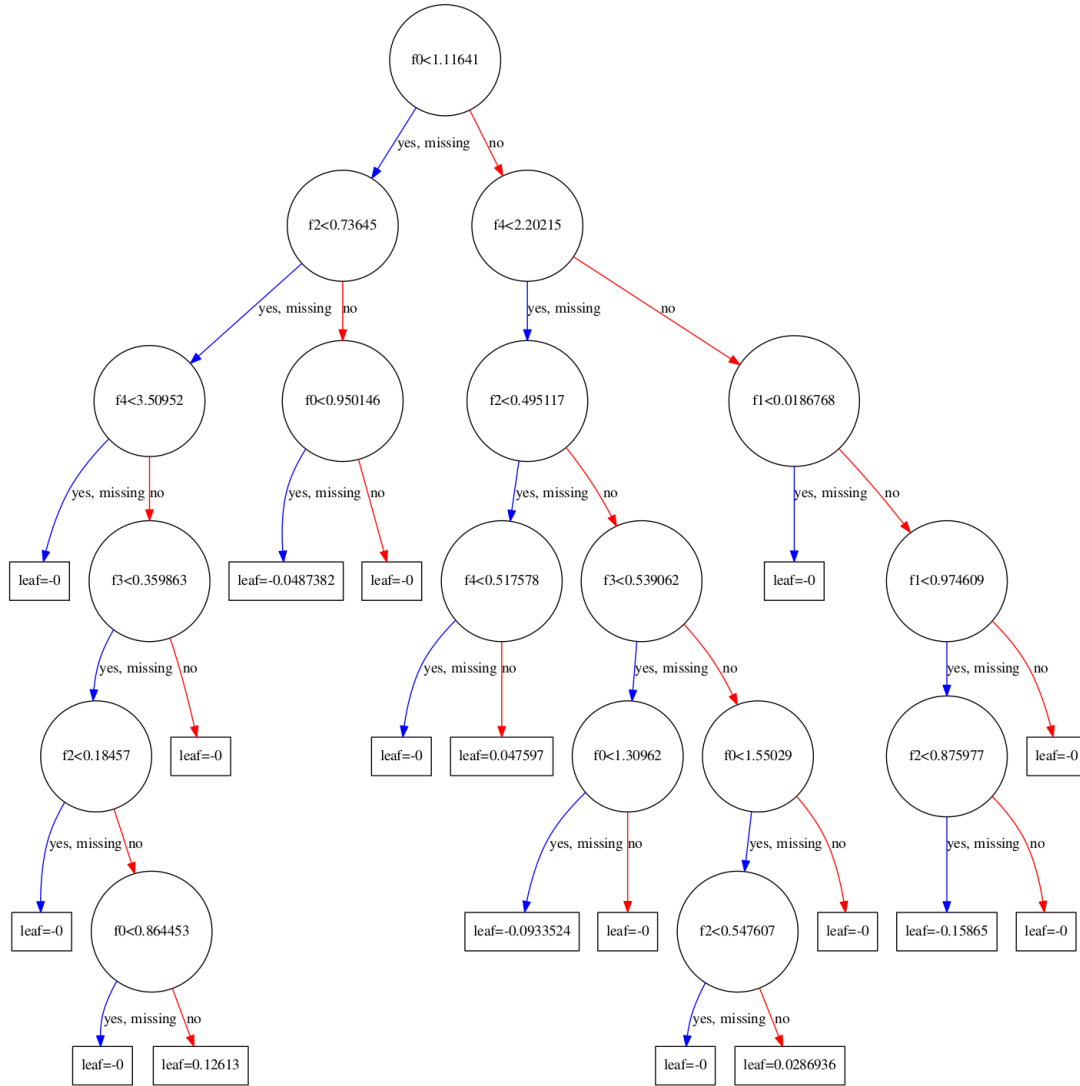 f0<1.11641
yes, missing
no
f2<0.73645
f4<2.20215
yes, missing
no
yes, missing
no
f4<3.50952
f0<0.950146
f2<0.495117
f1<0.0186768
yes, missing
no
yes, missing
no
yes, missing
no
yes, missing
no
leaf=-0
f3<0.359863
leaf=-0.0487382
leaf=-0
f4<0.517578
f3<0.539062
leaf=-0
f1<0.974609
yes, missing
no
yes, missing
no
yes, missing
no
yes, missing
no
f2<0.18457
leaf=-0
leaf=-0
leaf=0.047597
f0<1.30962
f0<1.55029
f2<0.875977
leaf=-0
yes, missing
no
yes, missing
no
yes, missing
no
yes, missing
no
leaf=-0
f0<0.864453
leaf=-0.0933524
leaf=-0
f2<0.547607
leaf=-0
leaf=-0.15865
leaf=-0
yes, missing
no
yes, missing
no
leaf=-0
leaf=0.12613
leaf=-0
leaf=0.0286936